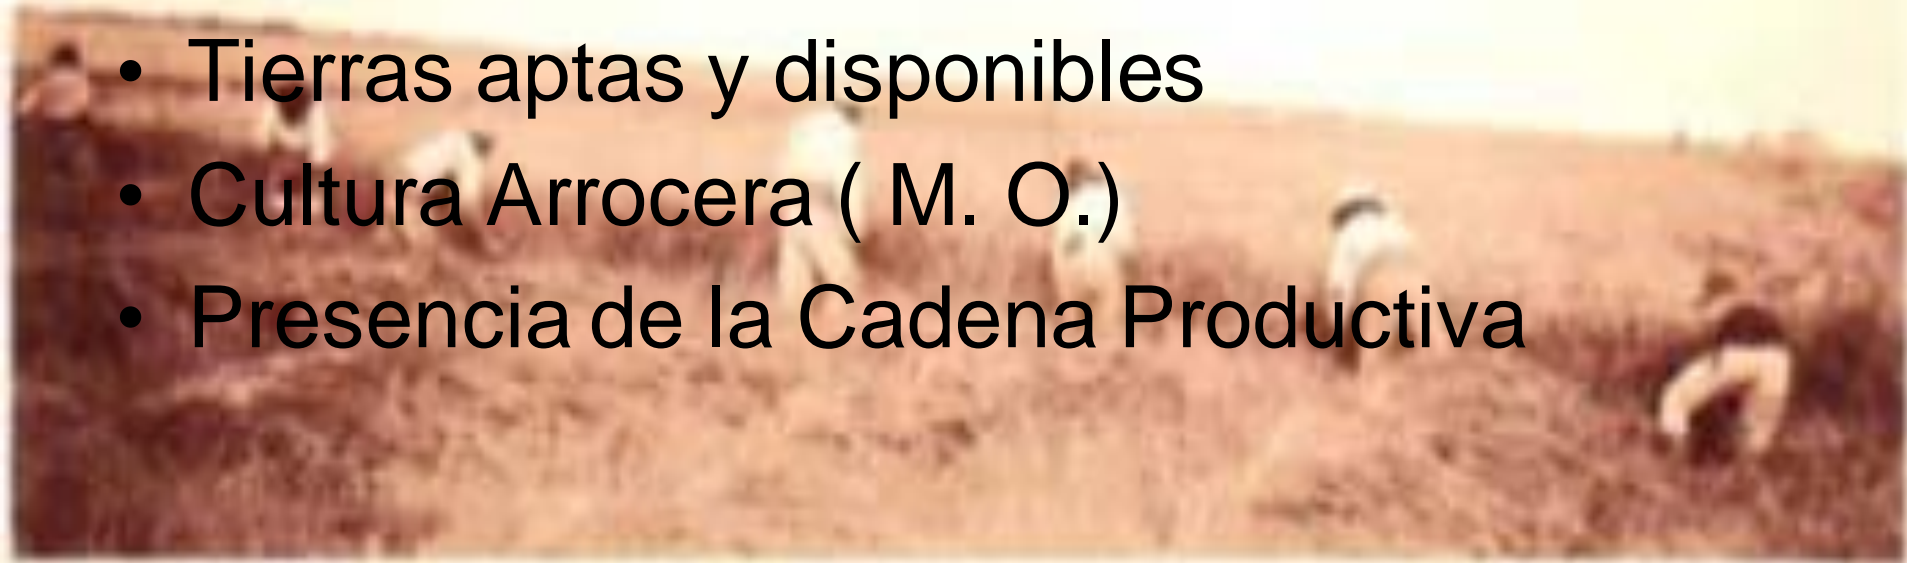 • Tierras aptas y disponibles
• Cultura Arrocera ( M. O.)
• Presencia de la Cadena Productiva